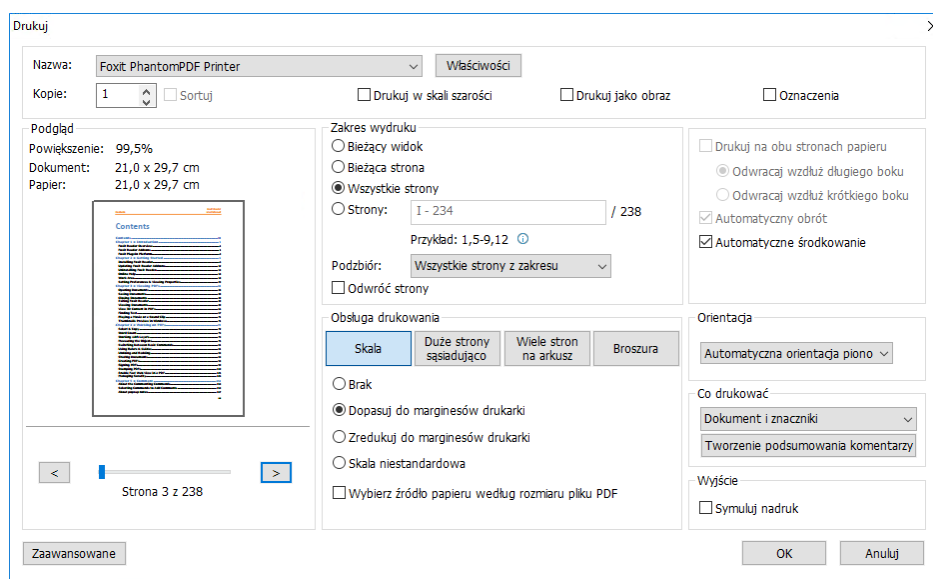 Drukuj
Nazwa: Foxit PhantomPDF Printer Właściwości
Kopie: 1 Sortuj Drukuj w skali szarości Drukuj jako obraz Oznaczenia
Podgląd
Powiększenie: 99,5%
Dokument: 21,0 x 29,7 cm
Papier: 21,0 x 29,7 cm
Contents
< >
Strona 3 z 238
Zakres wydruku
Bieżący widok
Bieżąca strona
Wszystkie strony
Strony: I - 234 / 238
Przykład: 1,5-9,12
Podzbiór: Wszystkie strony z zakresu
Odwróć strony
Obsługa drukowania
Skala
Duże strony
sąsiadująco
Wiele stron
na arkusz
Broszura
Brak
Dopasuj do marginesów drukarki
Zredukuj do marginesów drukarki
Skala niestandardowa
Wybierz źródło papieru według rozmiaru pliku PDF
Drukuj na obu stronach papieru
Odwracaj wzdłuż długiego boku
Odwracaj wzdłuż krótkiego boku
Automatyczny obrót
Automatyczne środkowanie
Orientacja
Automatyczna orientacja piono
Co drukować
Dokument i znaczniki
Tworzenie podsumowania komentarzy
Wyjście
Symuluj nadruk
Zaawansowane OK Anuluj